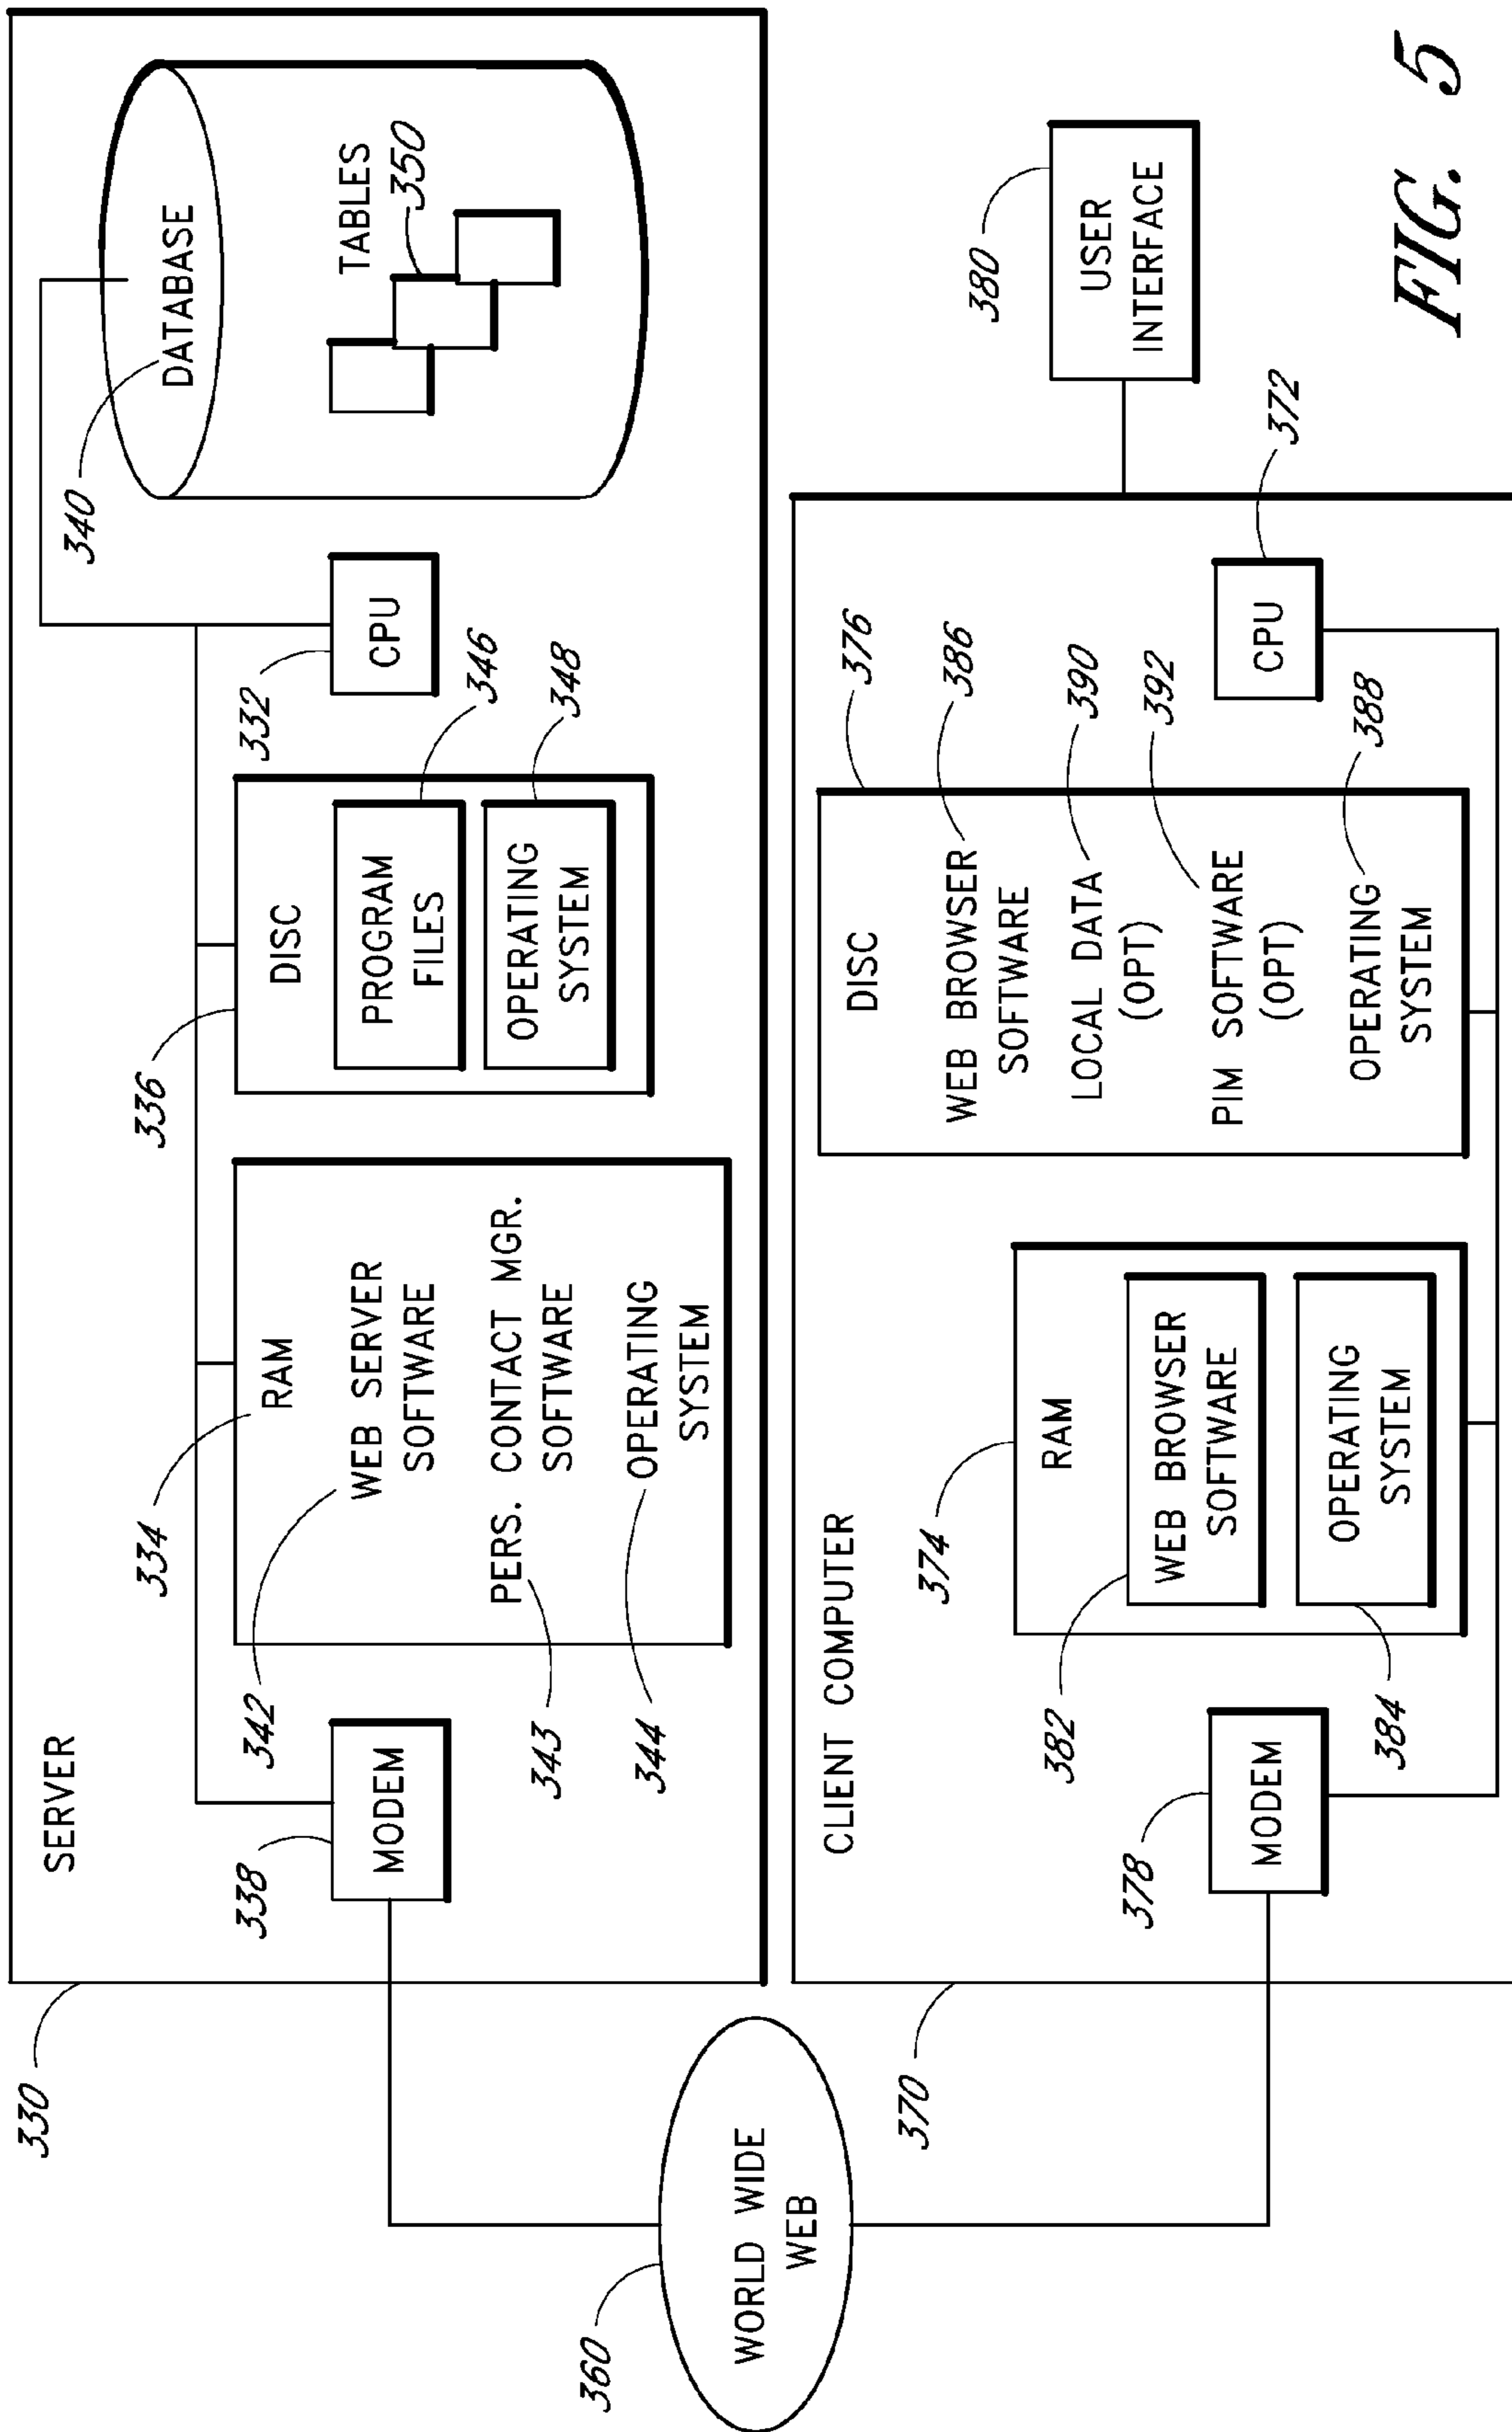 330
SERVER
338
MODEM
342
343
344
334
RAM
WEB SERVER
SOFTWARE
PERS. CONTACT MGR.
SOFTWARE
OPERATING
SYSTEM
336
DISC
PROGRAM
FILES
OPERATING
SYSTEM
346
348
332
CPU
340
DATABASE
TABLES
350
360
WORLD WIDE
WEB
370
CLIENT COMPUTER
378
MODEM
382
384
374
RAM
WEB BROWSER
SOFTWARE
OPERATING
SYSTEM
DISC
WEB BROWSER
SOFTWARE
LOCAL DATA
(OPT)
PIM SOFTWARE
(OPT)
OPERATING
SYSTEM
376
386
390
392
388
CPU
372
380
USER
INTERFACE
FIG. 5